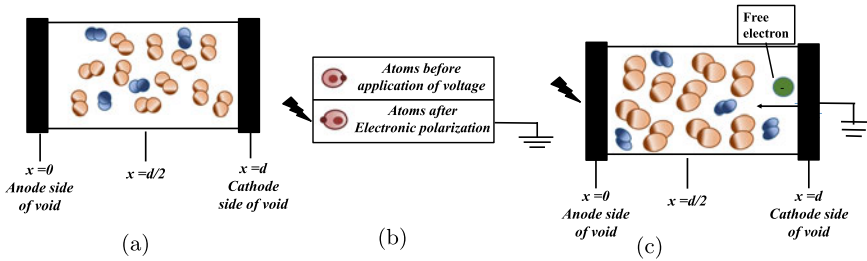 x =0
Anode side
of void
x=d/2
x=d
Cathode
side of void
(a)
Atoms before
application of voltage
Atoms after
Electronic polarization
(b)
Free
electron
-
x =0
Anode side
of void
x=d/2
x=d
Cathode side
of void
(c)